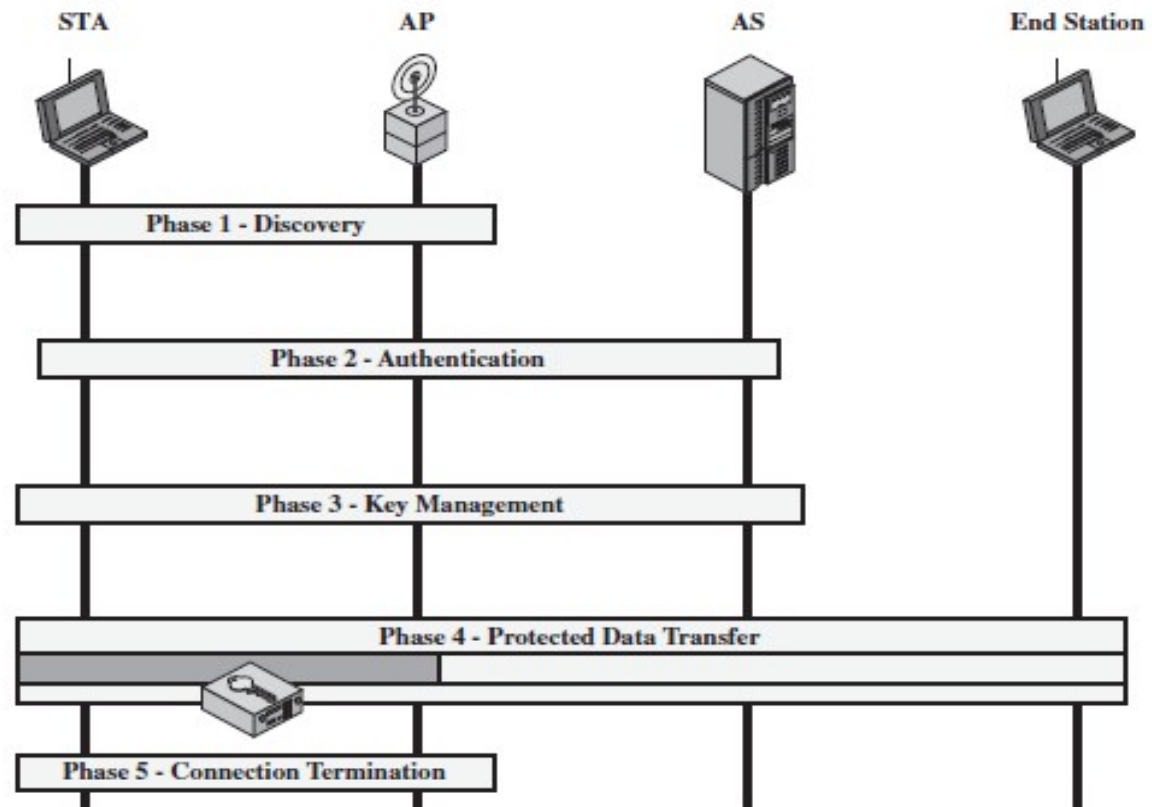 STA AP AS End Station
Phase 1 - Discovery
Phase 2 - Authentication
Phase 3 - Key Management
Phase 4 - Protected Data Transfer
Phase 5 - Connection Termination